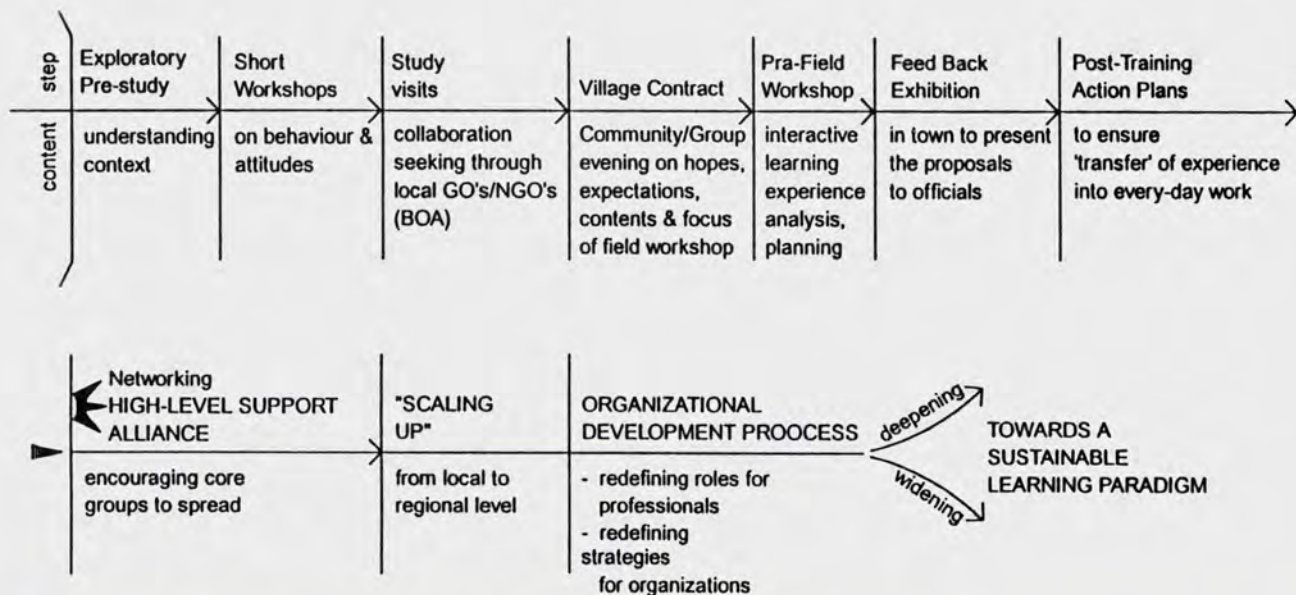 step
content
Exploratory
Pre-study
understanding
context
Short
Workshops
on behaviour &
attitudes
Study
visits
collaboration
seeking through
local GO's/NGO's
(BOA)
Village Contract
Community/Group
evening on hopes,
expectations,
contents & focus
of field workshop
Pra-Field
Workshop
interactive
learning
experience
analysis,
planning
Feed Back
Exhibition
in town to present
the proposals
to officials
Post-Training
Action Plans
to ensure
'transfer' of experience
into every-day work
Networking
HIGH-LEVEL SUPPORT
ALLIANCE
encouraging core
groups to spread
"SCALING
UP"
from local to
regional level
ORGANIZATIONAL
DEVELOPMENT PROOCESS
- redefining roles for
professionals
- redefining
strategies
for organizations
deepening
widening
TOWARDS A
SUSTAINABLE
LEARNING PARADIGM